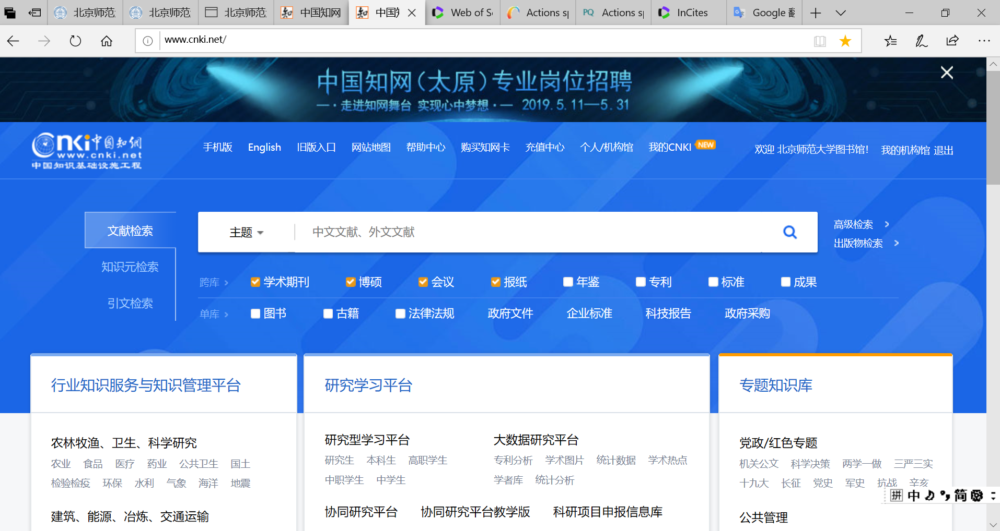 北京师范
北京师范
北京师范
中国知网
中国知
Web of S
Actions s
PQ Actions s
InCites
Google 翻
www.cnki.net/
中国知网（太原）专业岗位招聘
—·走进知网舞台 实现心中梦想·— 2019.5.11—5.31
cnki中国知网
www.cnki.net
中国知识基础设施工程
手机版 English 旧版入口 网站地图 帮助中心 购买知网卡 充值中心 个人/机构馆 我的CNKI NEW
欢迎 北京师范大学图书馆! 我的机构馆 退出
文献检索
知识元检索
引文检索
主题
中文文献、外文文献
高级检索 >
出版物检索 >
跨库 > 学术期刊 博硕 会议 报纸 年鉴 专利 标准 成果
单库 > 图书 古籍 法律法规 政府文件 企业标准 科技报告 政府采购
行业知识服务与知识管理平台
农林牧渔、卫生、科学研究
农业 食品 医疗 药业 公共卫生 国土
检验检疫 环保 水利 气象 海洋 地震
建筑、能源、冶炼、交通运输
研究学习平台
研究型学习平台
研究生 本科生 高职学生
中职学生 中学生
大数据研究平台
专利分析 学术图片 统计数据 学术热点
学者库 统计分析
协同研究平台 协同研究平台教学版 科研项目申报信息库
专题知识库
党政/红色专题
机关公文 科学决策 两学一做 三严三实
十九大 长征 党史 军史 抗战 辛亥
公共管理
拼 中 简